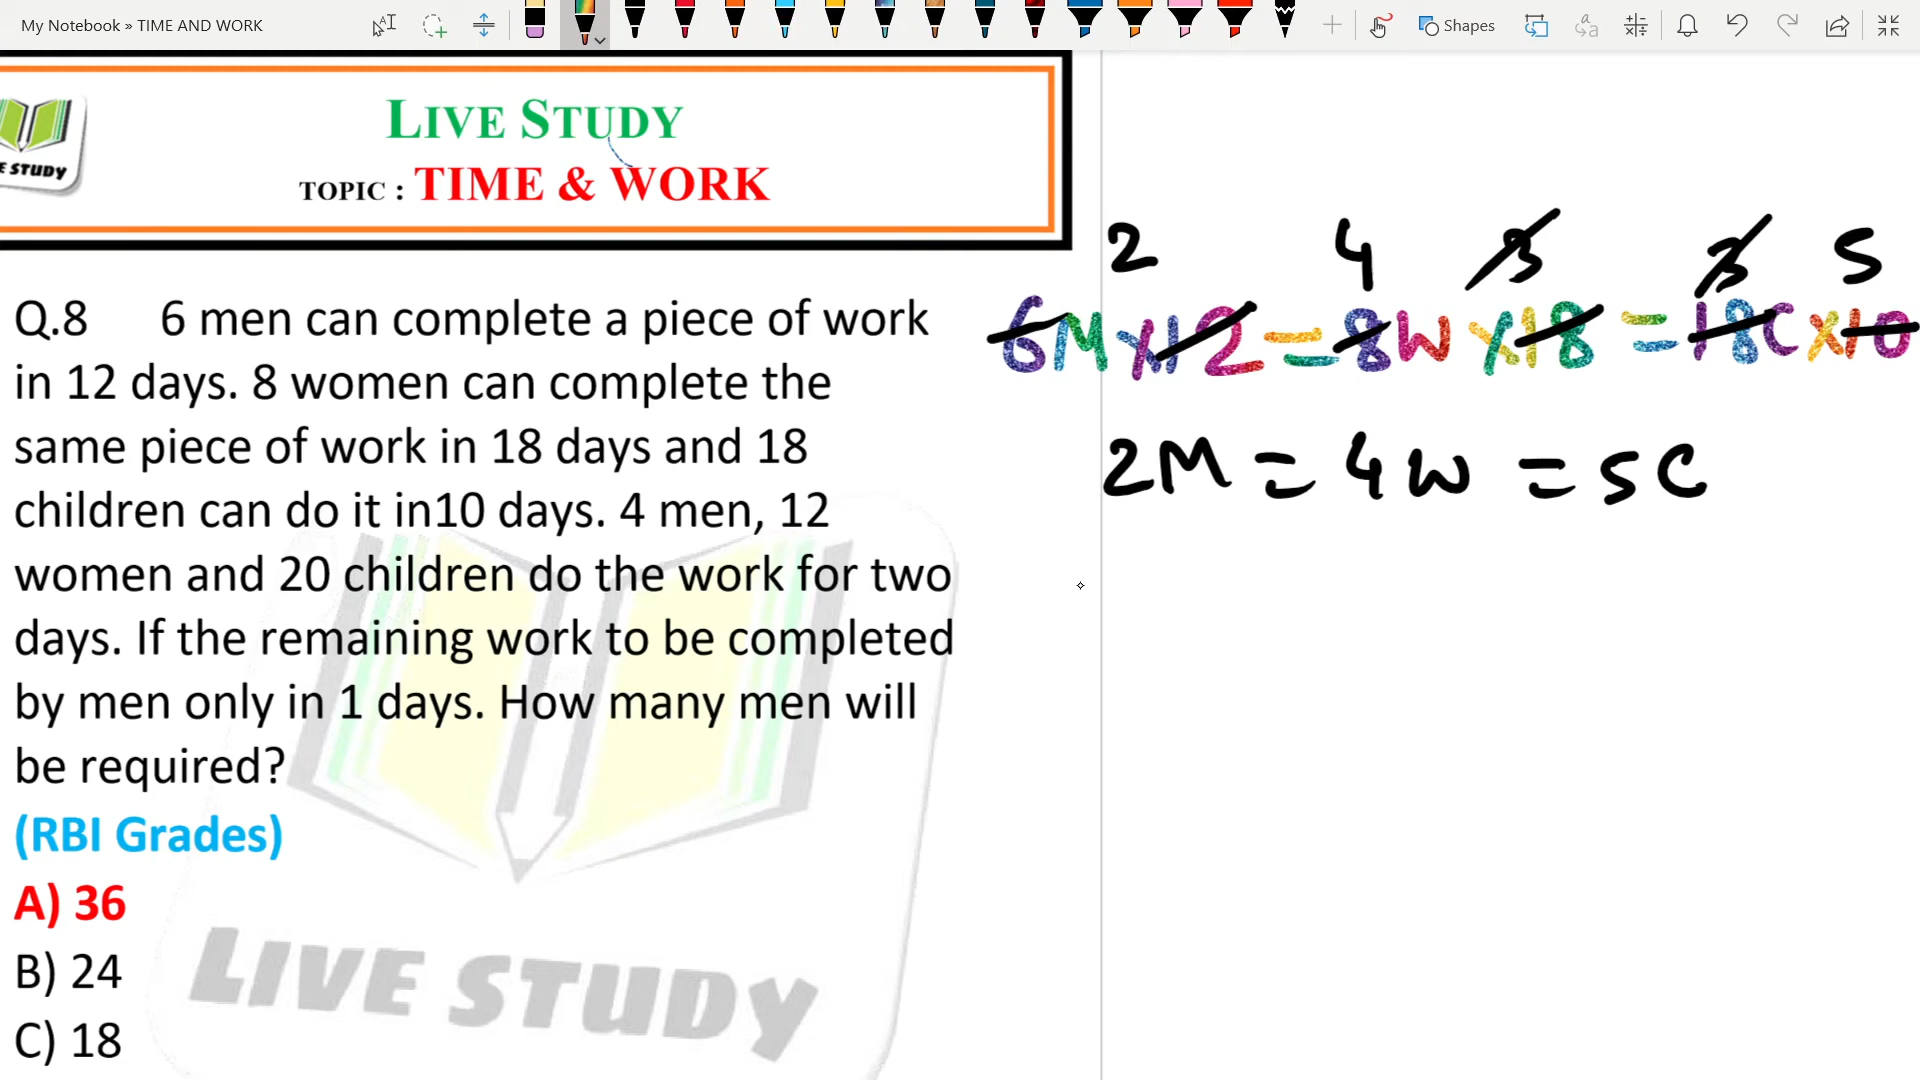 My Notebook » TIME AND WORK
Shapes
LIVE STUDY
E STUDY
TOPIC : TIME & WORK
Q.8 6 men can complete a piece of work
in 12 days. 8 women can complete the
same piece of work in 18 days and 18
children can do it in10 days. 4 men, 12
women and 20 children do the work for two
days. If the remaining work to be completed
by men only in 1 days. How many men will
be required?
(RBI Grades)
A) 36
B) 24
C) 18
LIVE STUDY
2 4 3 3 5
6M x12 = 8W x18 = 18C x10
2M = 4W = 5C